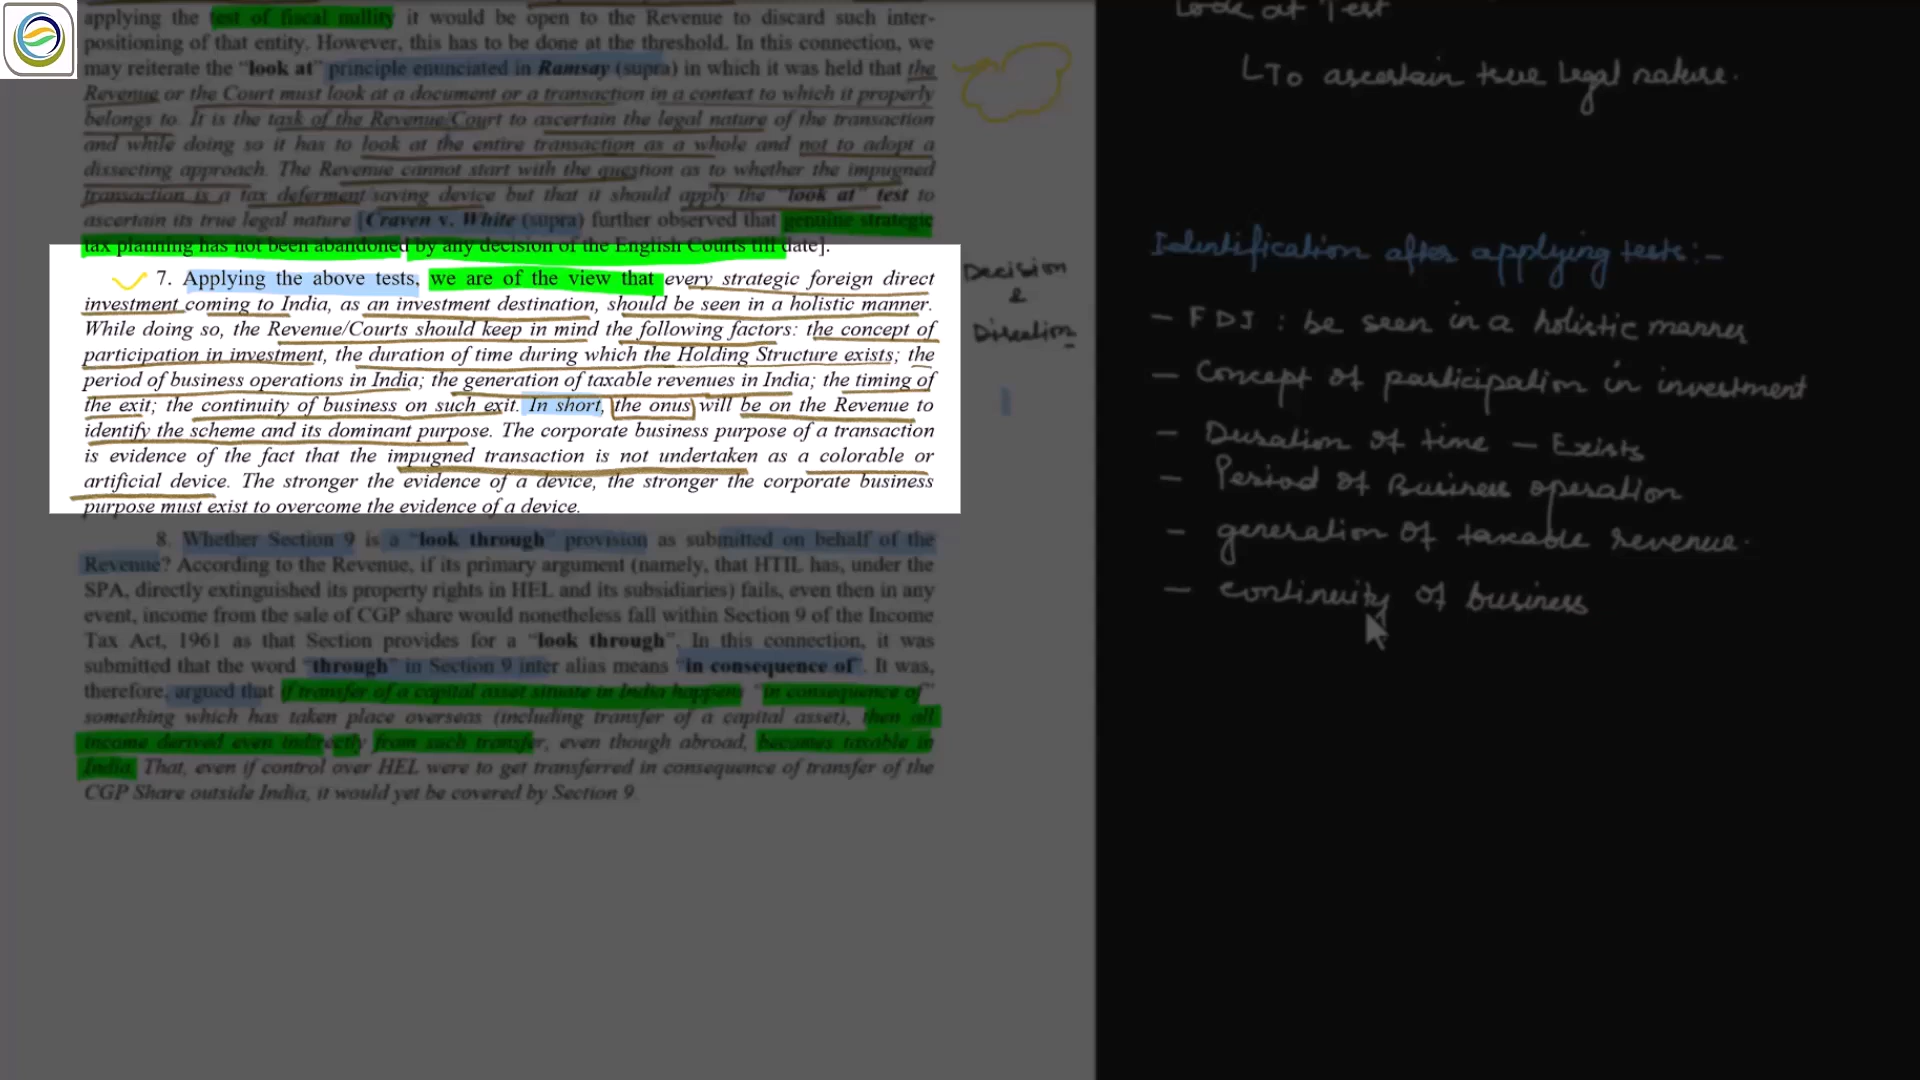 applying the test of fiscal nullity it would be open to the Revenue to discard such inter-
positioning of that entity. However, this has to be done at the threshold. In this connection, we
may reiterate the "look at" principle enunciated in Ramsay (supra) in which it was held that the
Revenue or the Court must look at a document or a transaction in a context to which it properly
belongs to. It is the task of the Revenue/Court to ascertain the legal nature of the transaction
and while doing so it has to look at the entire transaction as a whole and not to adopt a
dissecting approach. The Revenue cannot start with the question as to whether the impugned
transaction is a tax deferment/saving device but that it should apply the "look at" test to
ascertain its true legal nature [Craven v. White (supra) further observed that genuine strategic
tax planning has not been abandoned by any decision of the English Courts till date].
7. Applying the above tests, we are of the view that every strategic foreign direct
investment coming to India, as an investment destination, should be seen in a holistic manner.
While doing so, the Revenue/Courts should keep in mind the following factors: the concept of
participation in investment, the duration of time during which the Holding Structure exists; the
period of business operations in India; the generation of taxable revenues in India; the timing of
the exit; the continuity of business on such exit. In short, the onus will be on the Revenue to
identify the scheme and its dominant purpose. The corporate business purpose of a transaction
is evidence of the fact that the impugned transaction is not undertaken as a colorable or
artificial device. The stronger the evidence of a device, the stronger the corporate business
purpose must exist to overcome the evidence of a device.
8. Whether Section 9 is a "look through" provision as submitted on behalf of the
Revenue? According to the Revenue, if its primary argument (namely, that HTIL has, under the
SPA, directly extinguished its property rights in HEL and its subsidiaries) fails, even then in any
event, income from the sale of CGP share would nonetheless fall within Section 9 of the Income
Tax Act, 1961 as that Section provides for a "look through". In this connection, it was
submitted that the word "through" in Section 9 inter alias means "in consequence of". It was,
therefore, argued that if transfer of a capital asset situate in India happens "in consequence of"
something which has taken place overseas (including transfer of a capital asset), then all
income derived even indirectly from such transfer, even though abroad, becomes taxable in
India. That, even if control over HEL were to get transferred in consequence of transfer of the
CGP Share outside India, it would yet be covered by Section 9.
Decision
&
Direction
Look at Test
To ascertain true legal nature.
Identification after applying tests:-
- FDI : be seen in a holistic manner
- Concept of participation in investment
- Duration of time - Exists
- Period of Business operation
- generation of taxable revenue.
- continuity of business